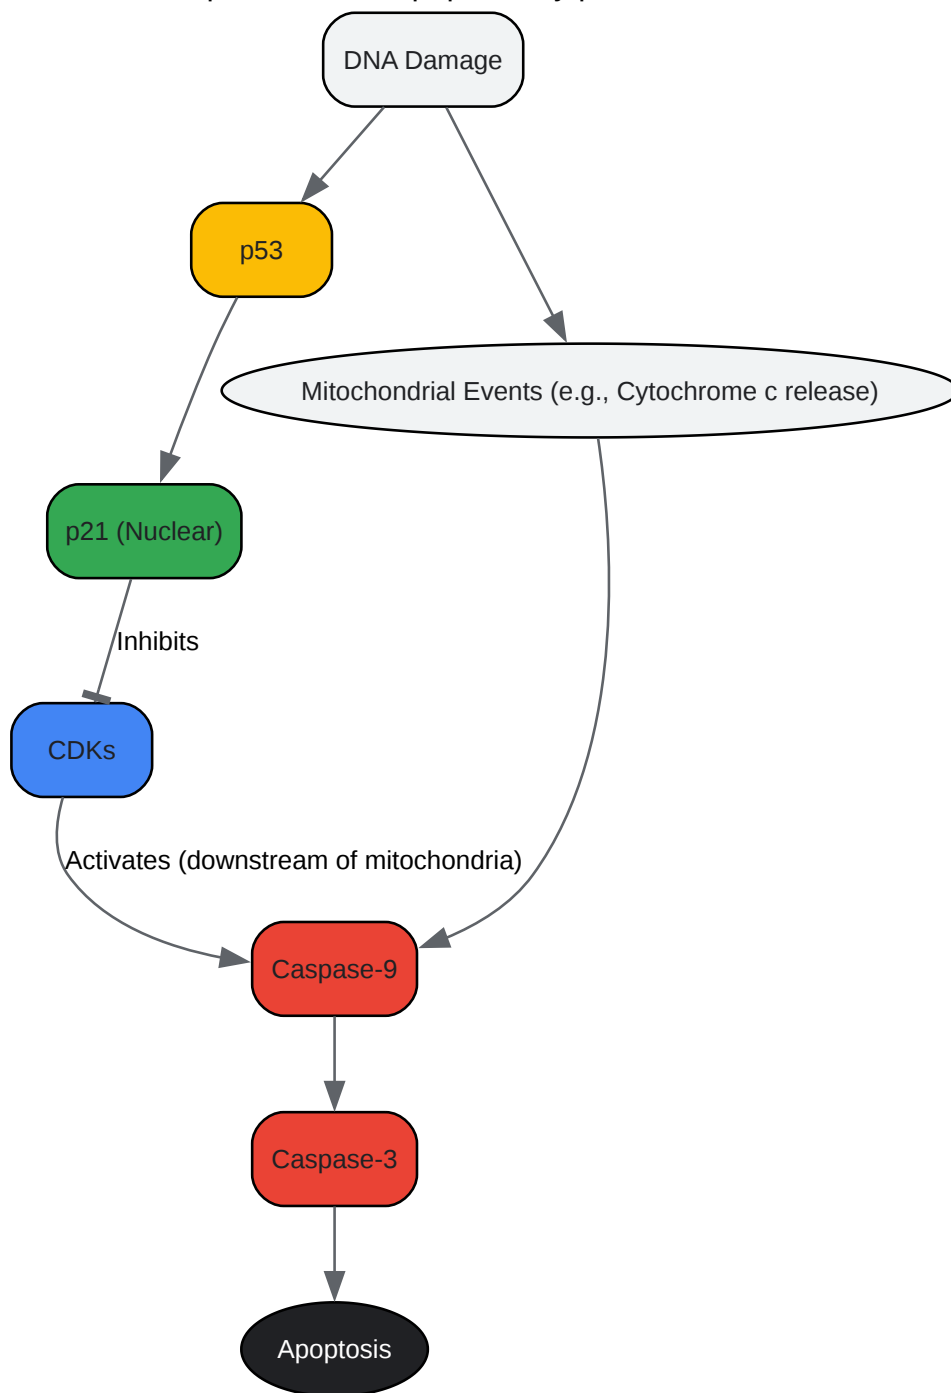 DNA Damage
p53
Mitochondrial Events (e.g., Cytochrome c release)
p21 (Nuclear)
Inhibits
CDKs
Activates (downstream of mitochondria)
Caspase-9
Caspase-3
Apoptosis